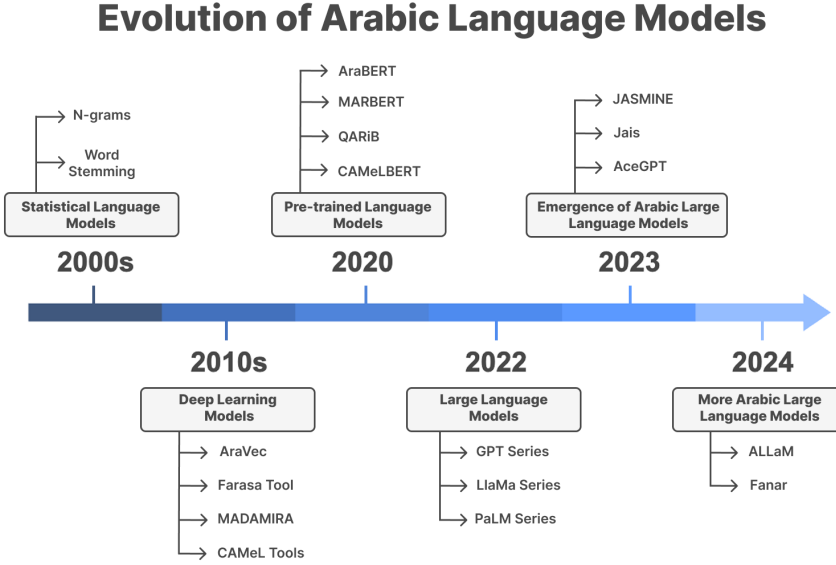 Evolution of Arabic Language Models
N-grams
Word
Stemming
Statistical Language
Models
2000s
AraBERT
MARBERT
QARiB
CAMeLBERT
Pre-trained Language
Models
2020
JASMINE
Jais
AceGPT
Emergence of Arabic Large
Language Models
2023
2010s
Deep Learning
Models
AraVec
Farasa Tool
MADAMIRA
CAMeL Tools
2022
Large Language
Models
GPT Series
LlaMa Series
PaLM Series
2024
More Arabic Large
Language Models
ALLaM
Fanar